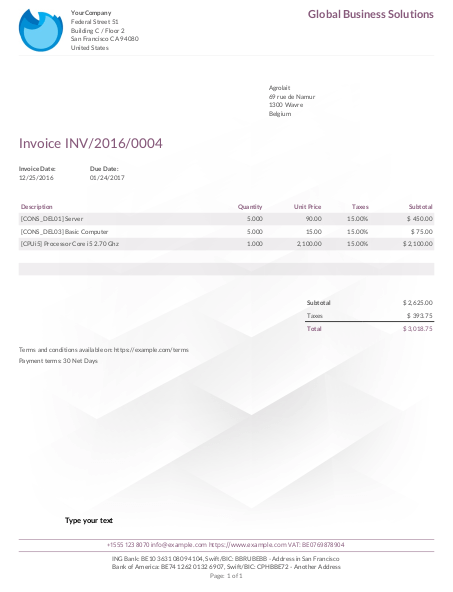 YourCompany
Global Business Solutions
Federal Street 51
Building C / Floor 2
San Francisco CA 94080
United States
Agrolait
69 rue de Namur
1300 Wavre
Belgium
Invoice INV/2016/0004
Invoice Date: Due Date:
12/25/2016 01/24/2017
Description Quantity Unit Price Taxes Subtotal
[CONS_DEL01] Server 5.000 90.00 15.00% $ 450.00
[CONS_DEL03] Basic Computer 5.000 15.00 15.00% $ 75.00
[CPUi5] Processor Core i5 2.70 Ghz 1.000 2,100.00 15.00% $ 2,100.00
Subtotal $ 2,625.00
Taxes $ 393.75
Total $ 3,018.75
Terms and conditions available on: https://example.com/terms
Payment terms: 30 Net Days
Type your text
+1555 123 8070 info@example.com https://www.example.com VAT: BE0769878904
ING Bank: BE10 3631 0809 4104, Swift/BIC: BBRUBEBB - Address in San Francisco
Bank of America: BE74 1262 0132 6907, Swift/BIC: CPHBBE72 - Another Address
Page: 1 of 1